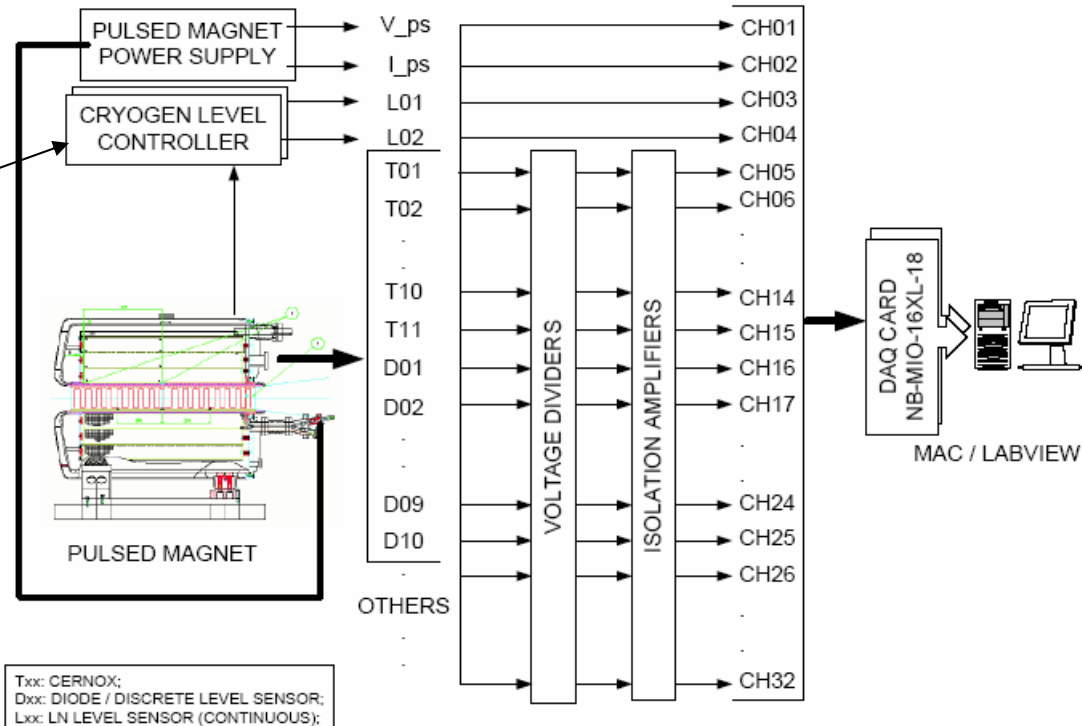 PULSED MAGNET
POWER SUPPLY
CRYOGEN LEVEL
CONTROLLER
PULSED MAGNET
V_ps
I_ps
L01
L02
T01
T02
.
.
T10
T11
D01
D02
.
.
D09
D10
.
OTHERS
.
.
VOLTAGE DIVIDERS
ISOLATION AMPLIFIERS
CH01
CH02
CH03
CH04
CH05
CH06
.
.
CH14
CH15
CH16
CH17
.
.
CH24
CH25
CH26
.
.
CH32
DAQ CARD
NB-MIO-16XL-18
MAC / LABVIEW
Txx: CERNOX;
Dxx: DIODE / DISCRETE LEVEL SENSOR;
Lxx: LN LEVEL SENSOR (CONTINUOUS);